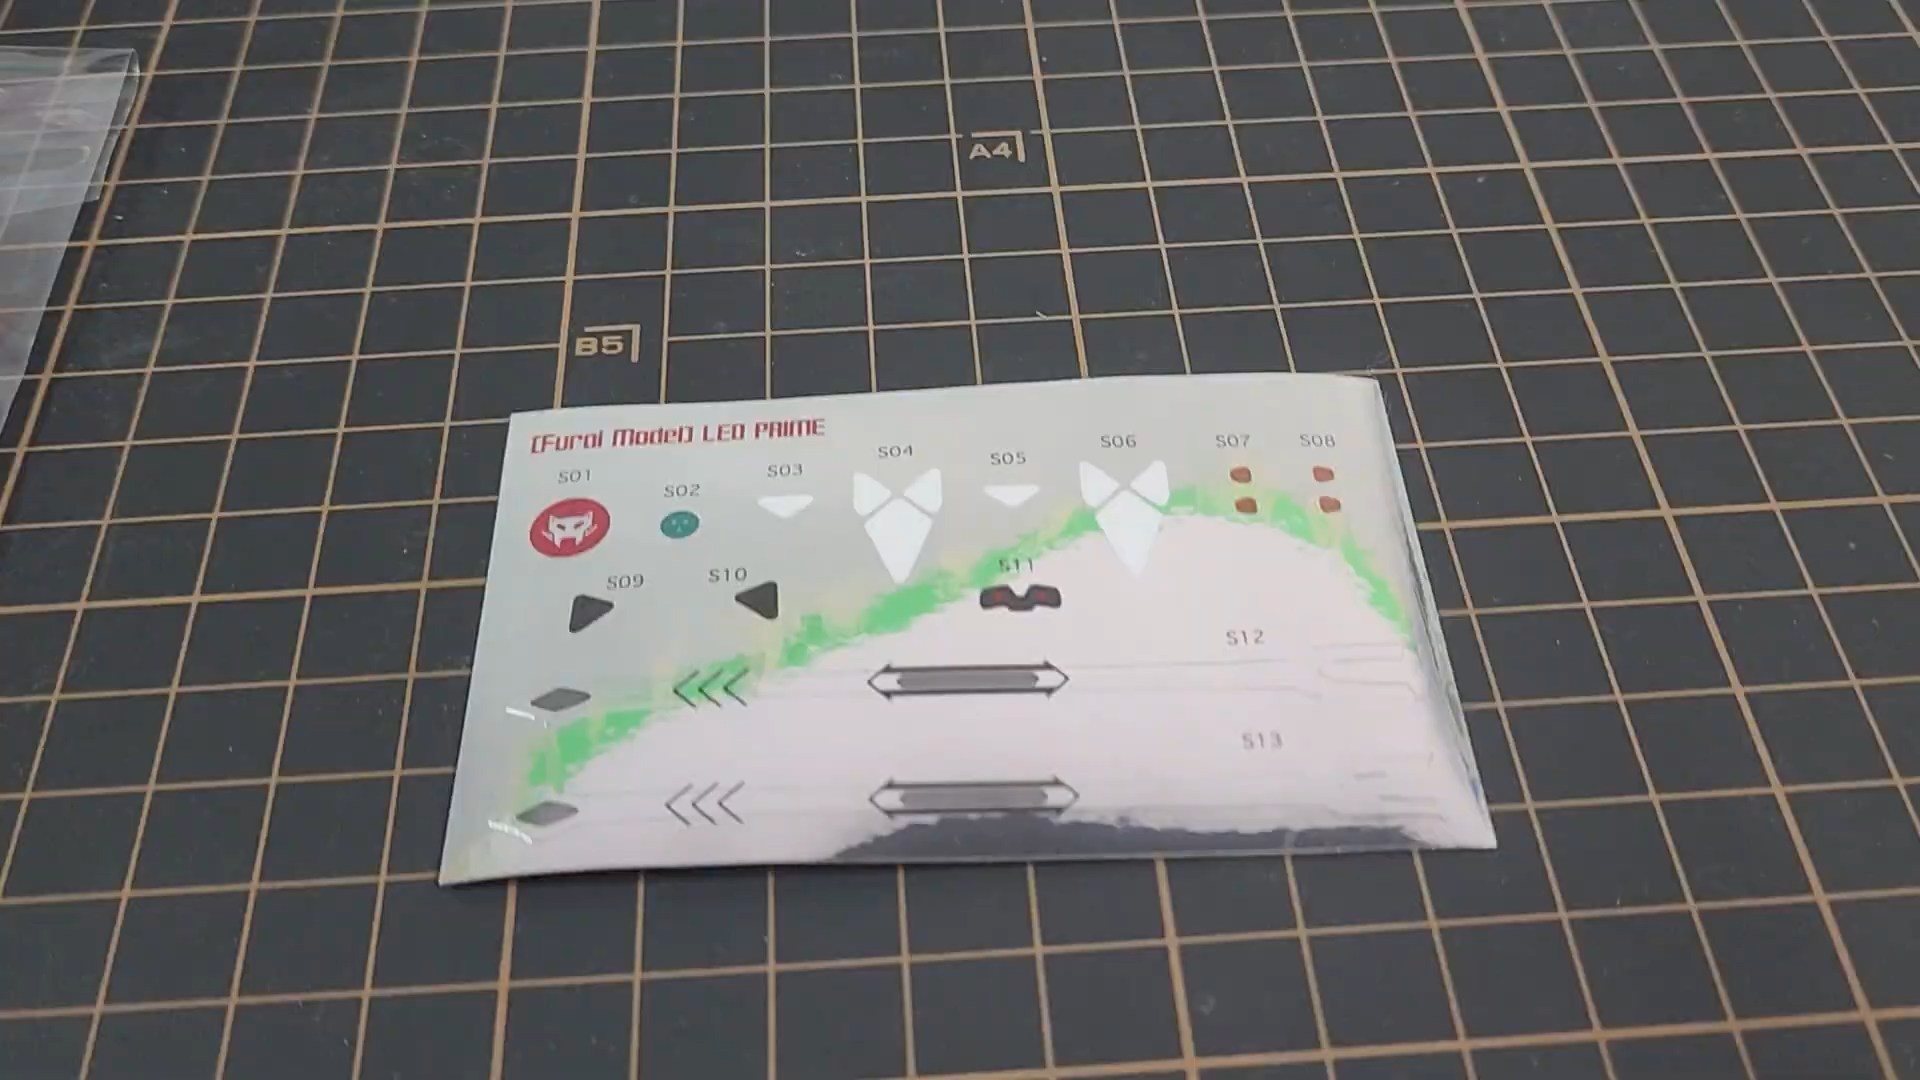 A4
B5
[Furai Model] LEO PRIME
S01
S02
S03
S04
S05
S06
S07
S08
S09
S10
S11
S12
S13